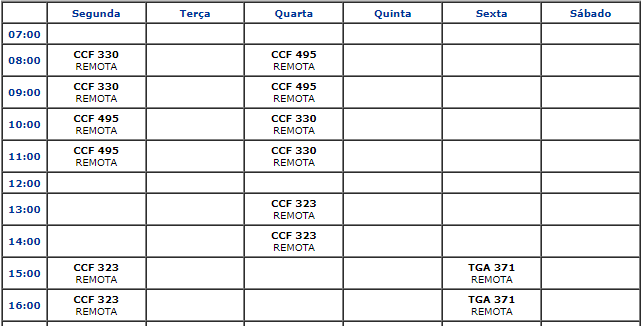 Segunda Terça Quarta Quinta Sexta Sábado
07:00
08:00 CCF 330 CCF 495
REMOTA REMOTA
09:00 CCF 330 CCF 495
REMOTA REMOTA
10:00 CCF 495 CCF 330
REMOTA REMOTA
11:00 CCF 495 CCF 330
REMOTA REMOTA
12:00
13:00 CCF 323
REMOTA
14:00 CCF 323
REMOTA
15:00 CCF 323 TGA 371
REMOTA REMOTA
16:00 CCF 323 TGA 371
REMOTA REMOTA